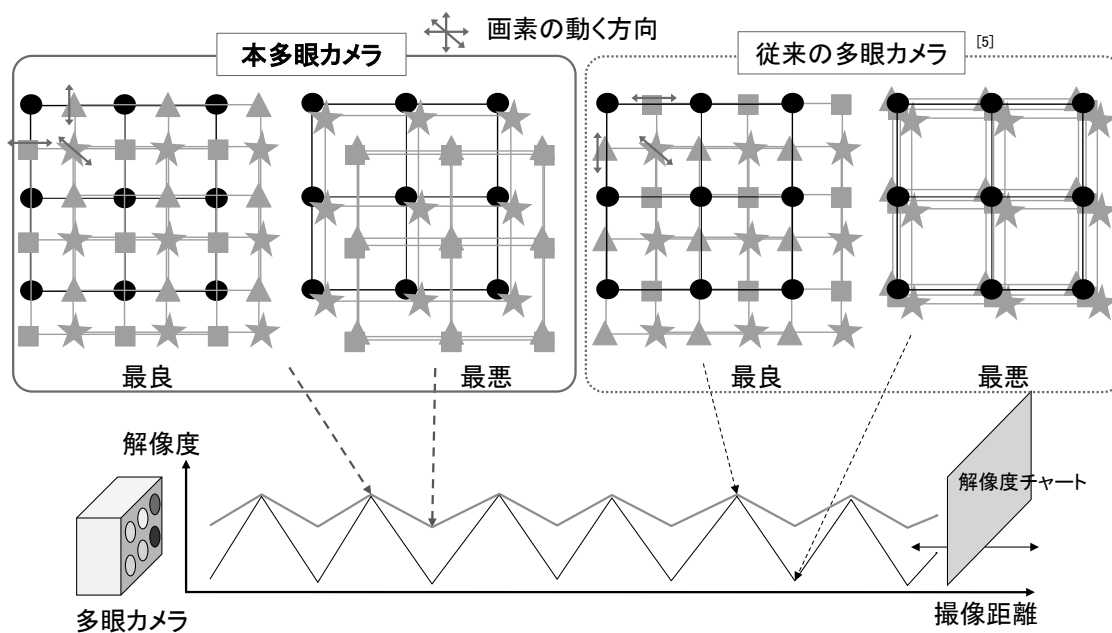 画素の動く方向
本多眼カメラ
従来の多眼カメラ
[5]
最良
最悪
最良
最悪
解像度
解像度チャート
多眼カメラ
撮像距離